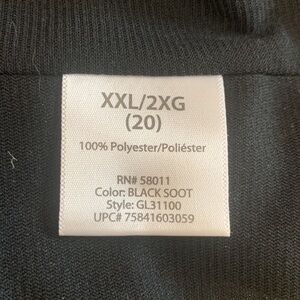 XXL/2XG
(20)
100% Polyester/Poliéster
RN# 58011
Color: BLACK SOOT
Style: GL31100
UPC# 75841603059